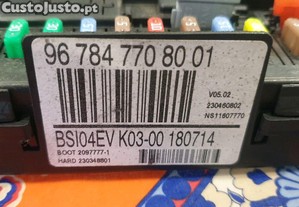 CustoJusto.pt
96 784 770 80 01
V05.02
230460802
NS11607770
BSI04EV K03-00 180714
BOOT 2097777-1
HARD 230348801